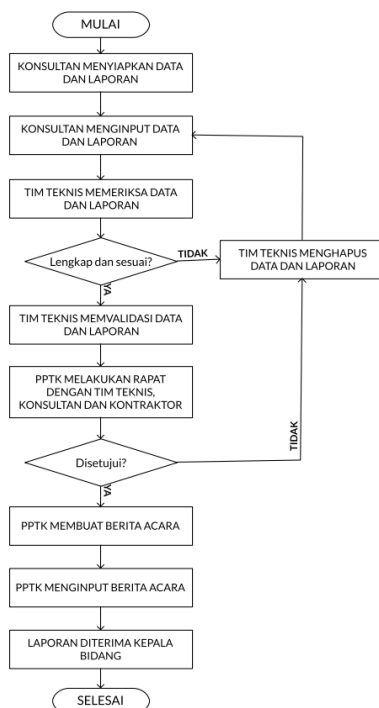 MULAI
KONSULTAN MENYIAPKAN DATA
DAN LAPORAN
KONSULTAN MENGINPUT DATA
DAN LAPORAN
TIM TEKNIS MEMERIKSA DATA
DAN LAPORAN
Lengkap dan sesuai?
TIDAK
TIM TEKNIS MENGHAPUS
DATA DAN LAPORAN
YA
TIM TEKNIS MEMVALIDASI DATA
DAN LAPORAN
PPTK MELAKUKAN RAPAT
DENGAN TIM TEKNIS,
KONSULTAN DAN KONTRAKTOR
Disetujui?
TIDAK
YA
PPTK MEMBUAT BERITA ACARA
PPTK MENGINPUT BERITA ACARA
LAPORAN DITERIMA KEPALA
BIDANG
SELESAI